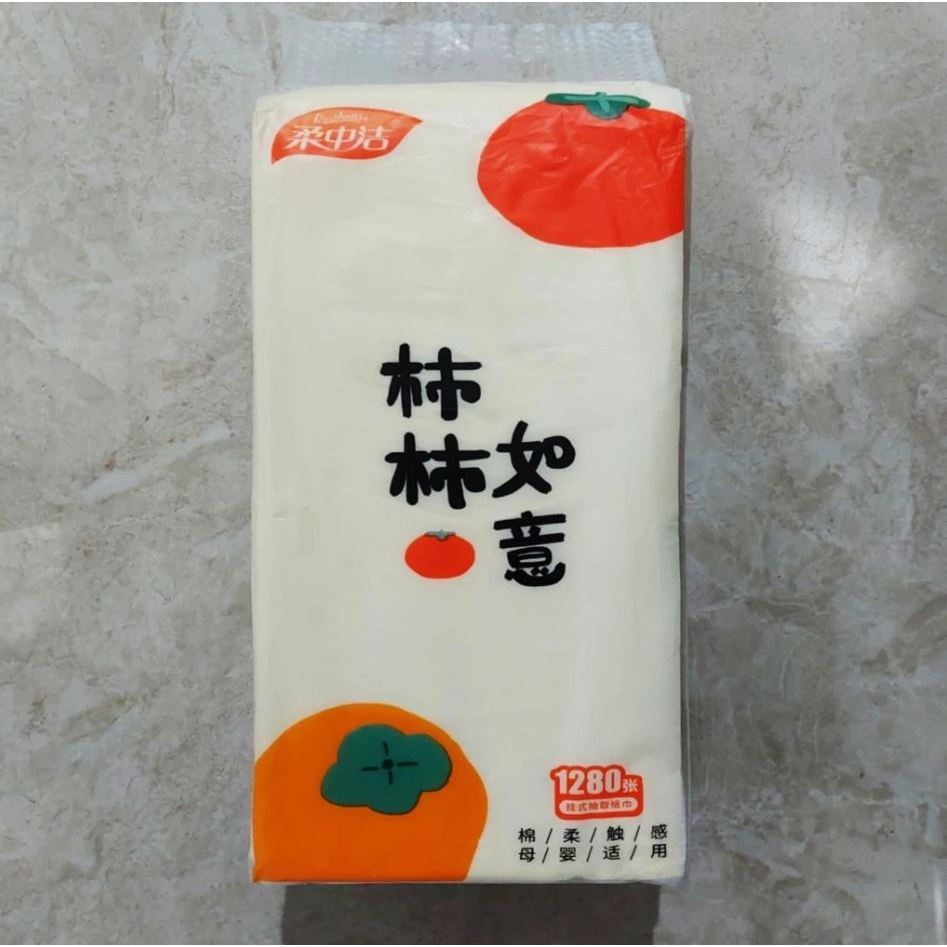 柔中洁®
柿柿
如意
1280张
挂式抽取纸巾
棉/柔/触/感
母/婴/适/用